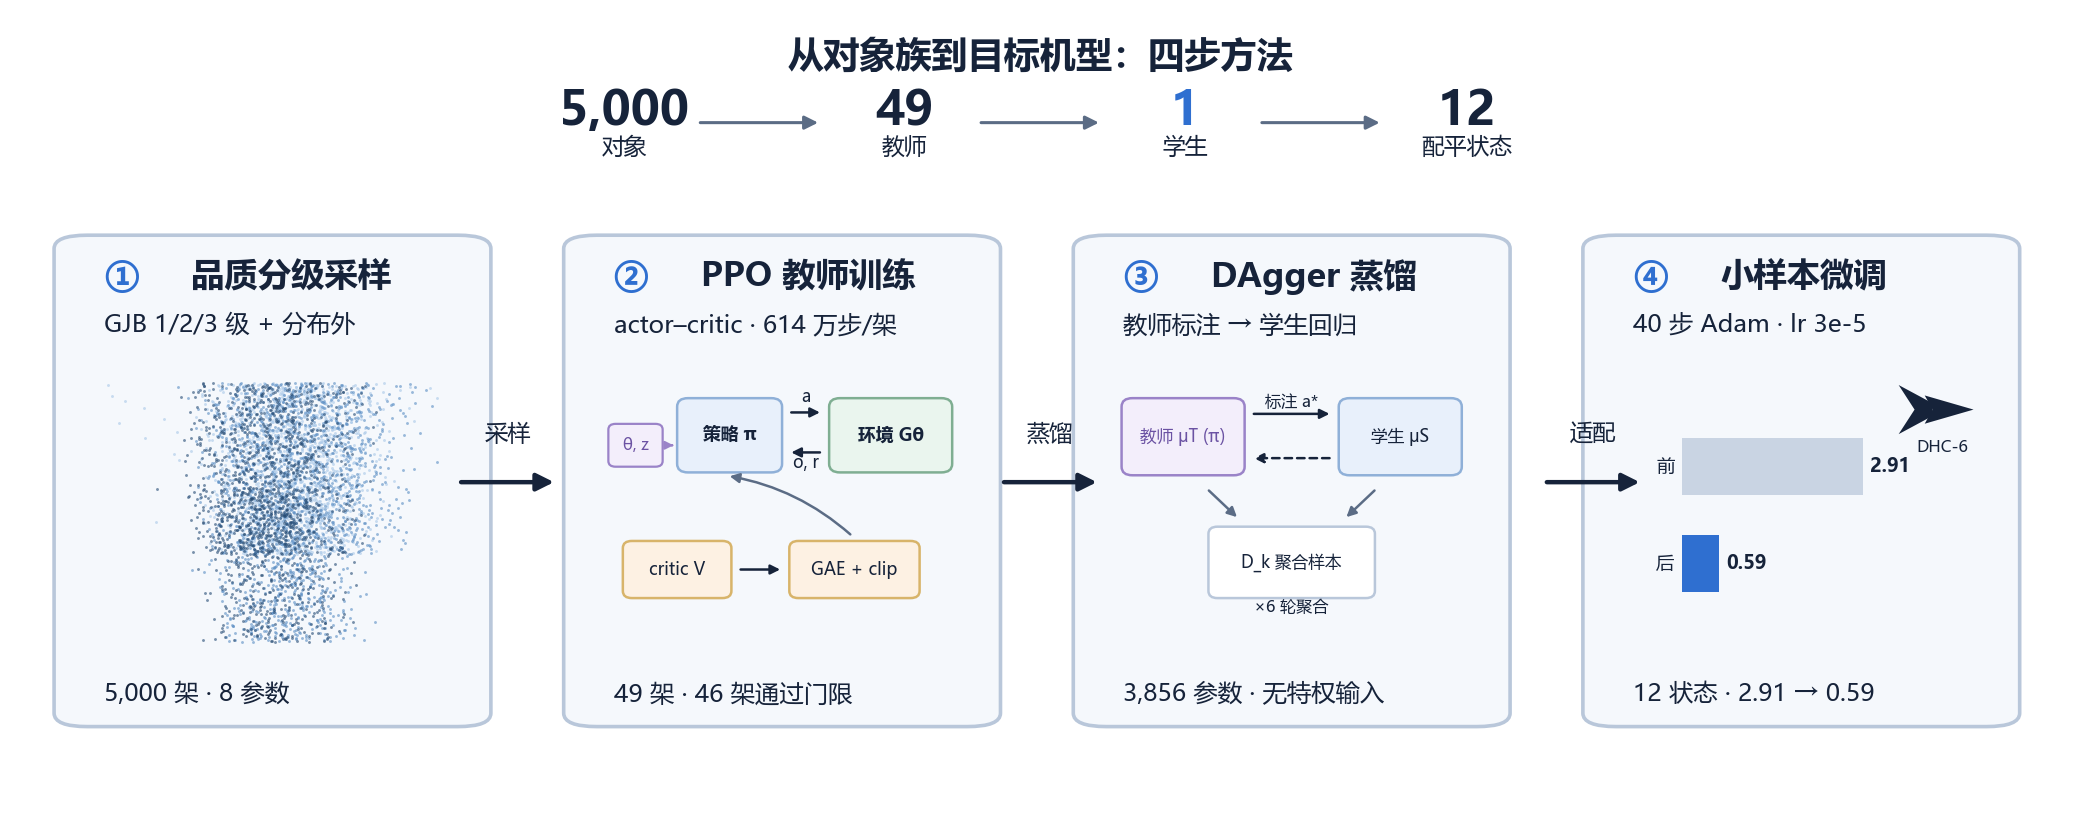 从对象族到目标机型：四步方法
5,000
49
1
12
对象
教师
学生
配平状态
① 品质分级采样
GJB 1/2/3 级 + 分布外
5,000 架 · 8 参数
采样
② PPO 教师训练
actor–critic · 614 万步/架
θ, z
策略 π
a
o, r
环境 Gθ
critic V
GAE + clip
49 架 · 46 架通过门限
蒸馏
③ DAgger 蒸馏
教师标注 → 学生回归
教师 μT (π)
标注 a*
学生 μS
D_k 聚合样本
×6 轮聚合
3,856 参数 · 无特权输入
适配
④ 小样本微调
40 步 Adam · lr 3e-5
DHC-6
前 2.91
后 0.59
12 状态 · 2.91 → 0.59